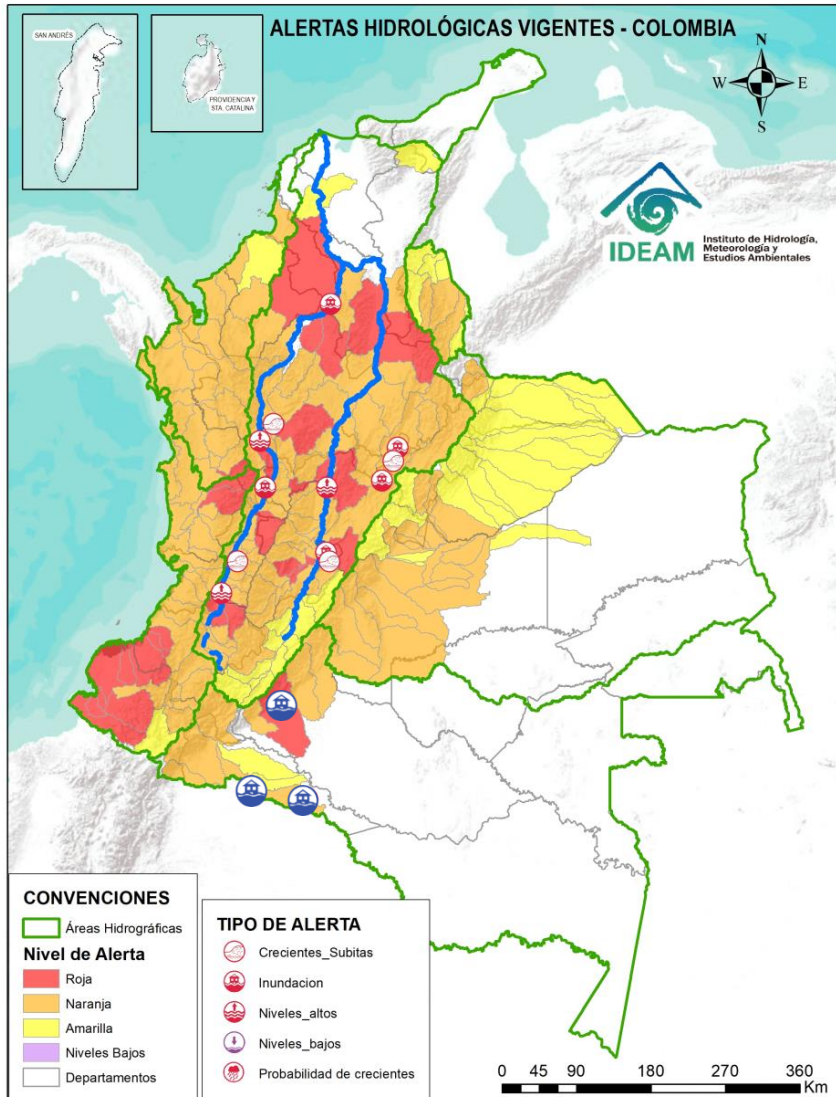 ALERTAS HIDROLÓGICAS VIGENTES - COLOMBIA
SAN ANDRÉS
PROVIDENCIA Y
STA. CATALINA
N
W
E
S
IDEAM
Instituto de Hidrología,
Meteorología y
Estudios Ambientales
CONVENCIONES
Áreas Hidrográficas
Nivel de Alerta
Roja
Naranja
Amarilla
Niveles Bajos
Departamentos
TIPO DE ALERTA
Crecientes_Subitas
Inundacion
Niveles_altos
Niveles_bajos
Probabilidad de crecientes
0 45 90 180 270 360
Km